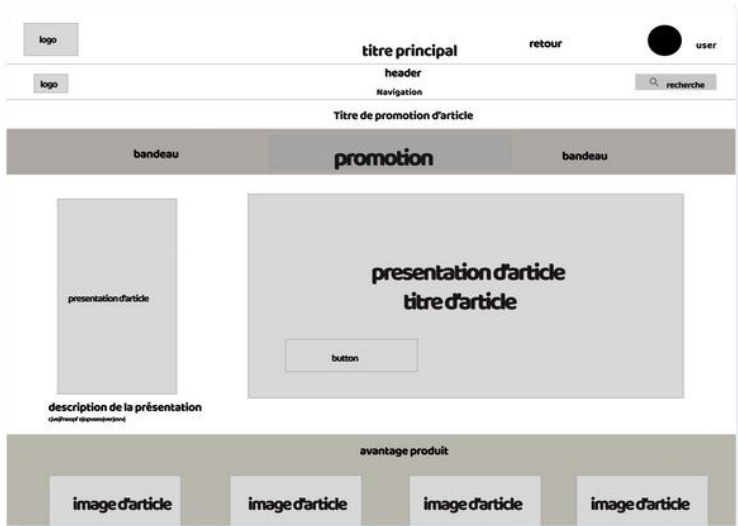 logo
titre principal
retour
user
logo
header
Navigation
recherche
Titre de promotion d'article
bandeau
promotion
bandeau
presentation d'article
presentation d'article
titre d'article
button
description de la présentation
avantage produit
image d'article
image d'article
image d'article
image d'article